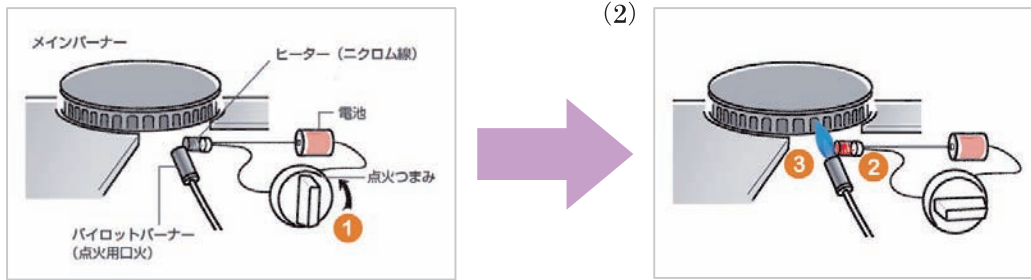 メインバーナー
ヒーター（ニクロム線）
電池
点火つまみ
1
パイロットバーナー
（点火用口火）
(2)
3
2